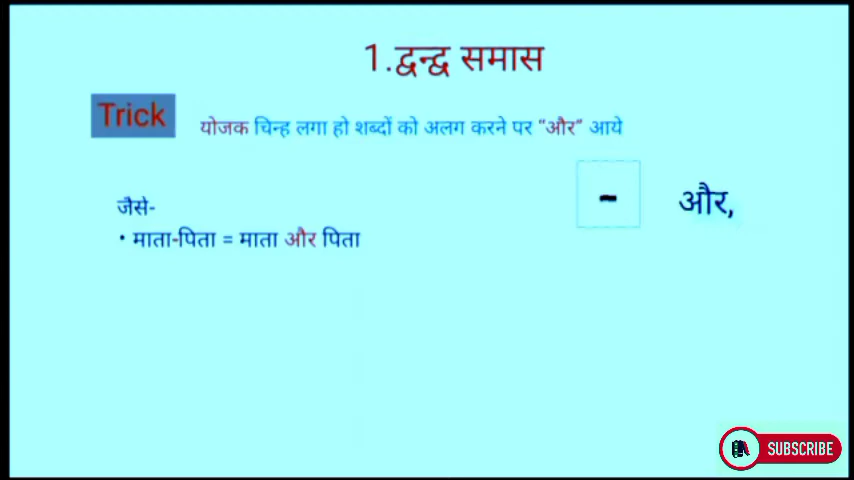 1.द्वन्द्व समास
Trick
योजक चिन्ह लगा हो शब्दों को अलग करने पर "और" आये
- और,
जैसे-
• माता-पिता = माता और पिता
SUBSCRIBE